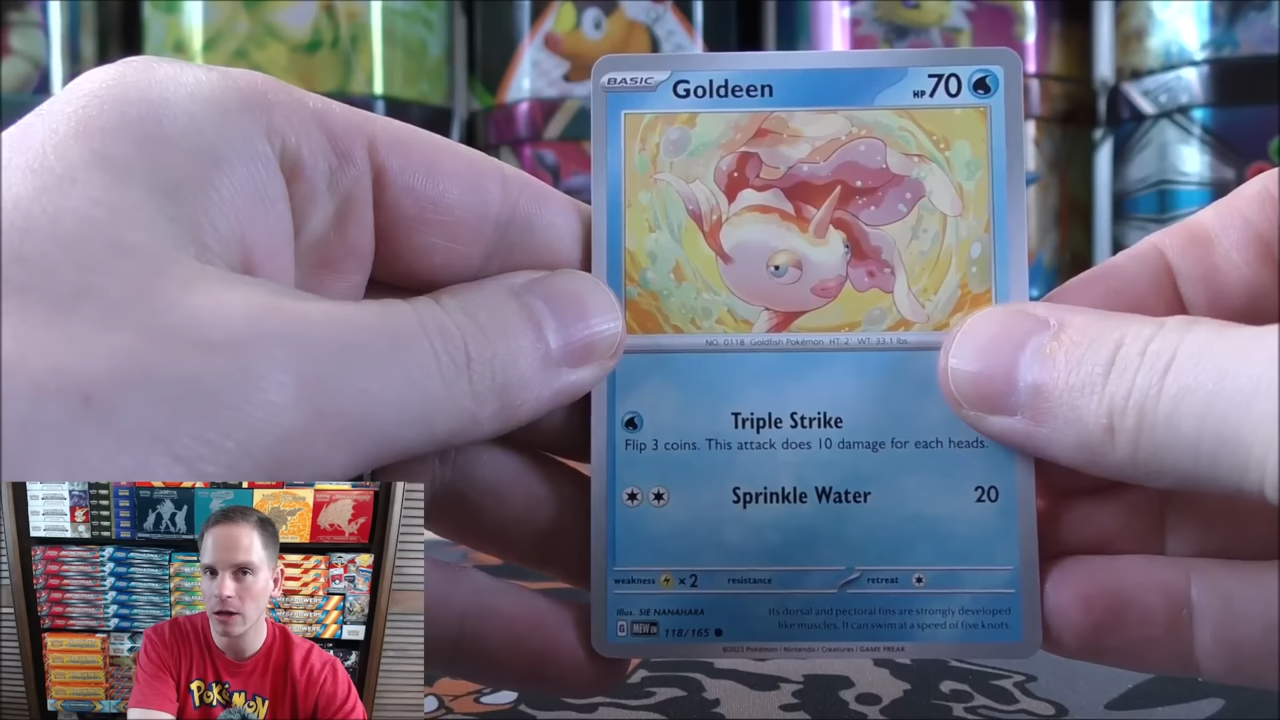 BASIC Goldeen HP 70
NO. 0118 Goldfish Pokémon HT: 2' WT: 33.1 lbs.
Triple Strike
Flip 3 coins. This attack does 10 damage for each heads.
Sprinkle Water 20
weakness ×2 resistance retreat
Illus. SIE NANAHARA
Its dorsal and pectoral fins are strongly developed
like muscles. It can swim at a speed of five knots.
G MEW EN 118/165
©2023 Pokémon / Nintendo / Creatures / GAME FREAK
POKéMON